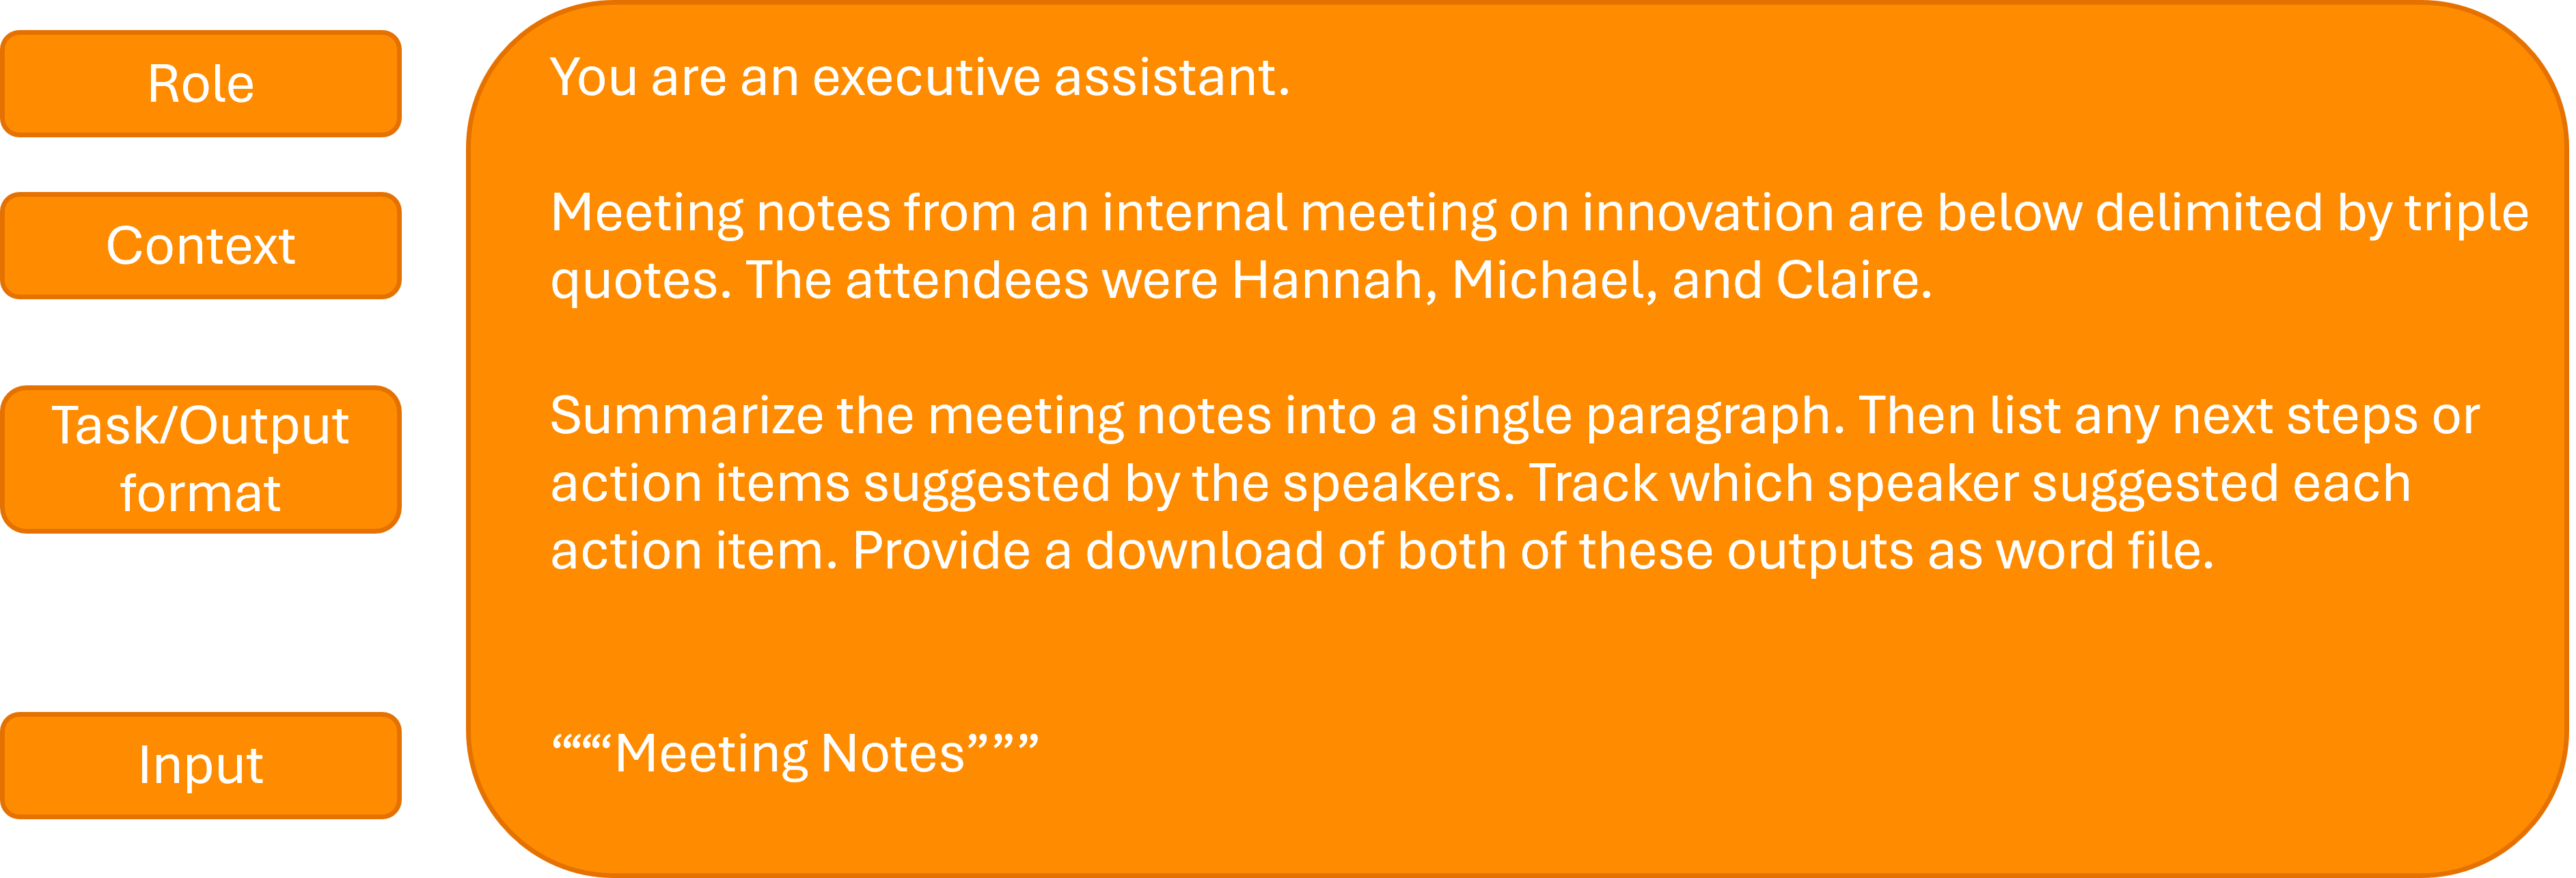 Role
You are an executive assistant.
Context
Meeting notes from an internal meeting on innovation are below delimited by triple
quotes. The attendees were Hannah, Michael, and Claire.
Task/Output
format
Summarize the meeting notes into a single paragraph. Then list any next steps or
action items suggested by the speakers. Track which speaker suggested each
action item. Provide a download of both of these outputs as word file.
Input
“““Meeting Notes”””